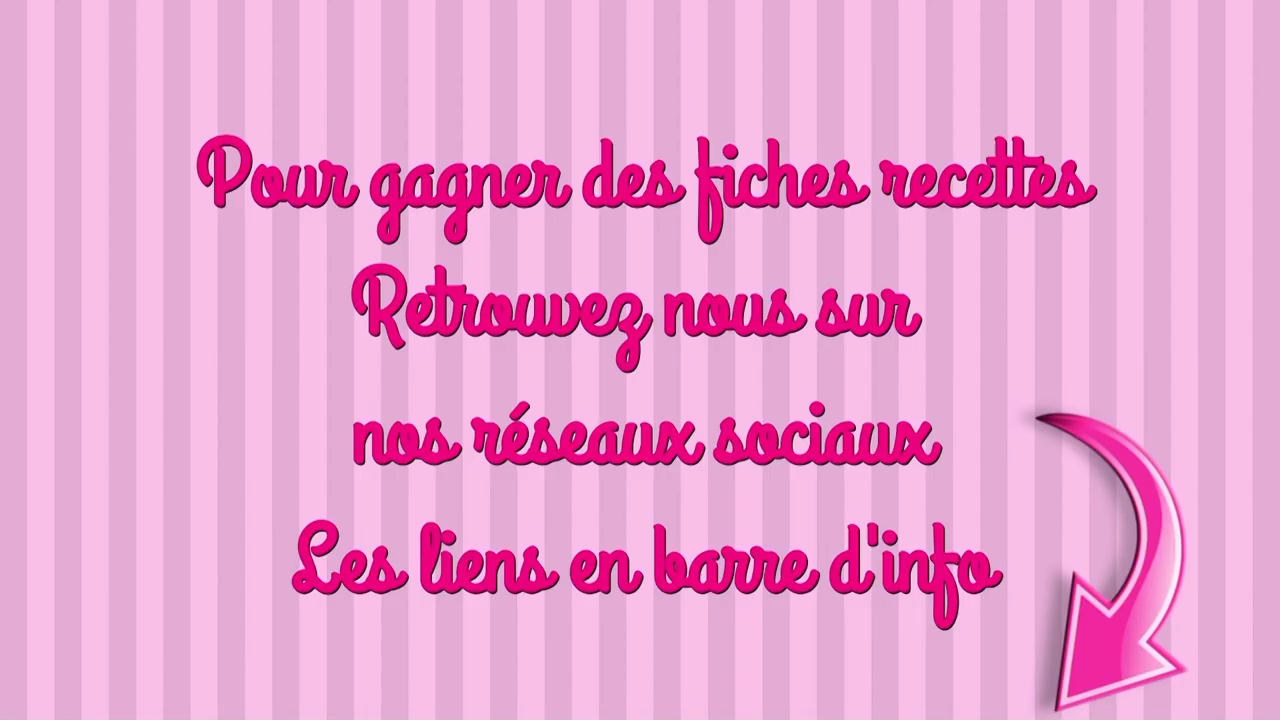 Pour gagner des fiches recettes
Retrouvez nous sur
nos réseaux sociaux
Les liens en barre d'info